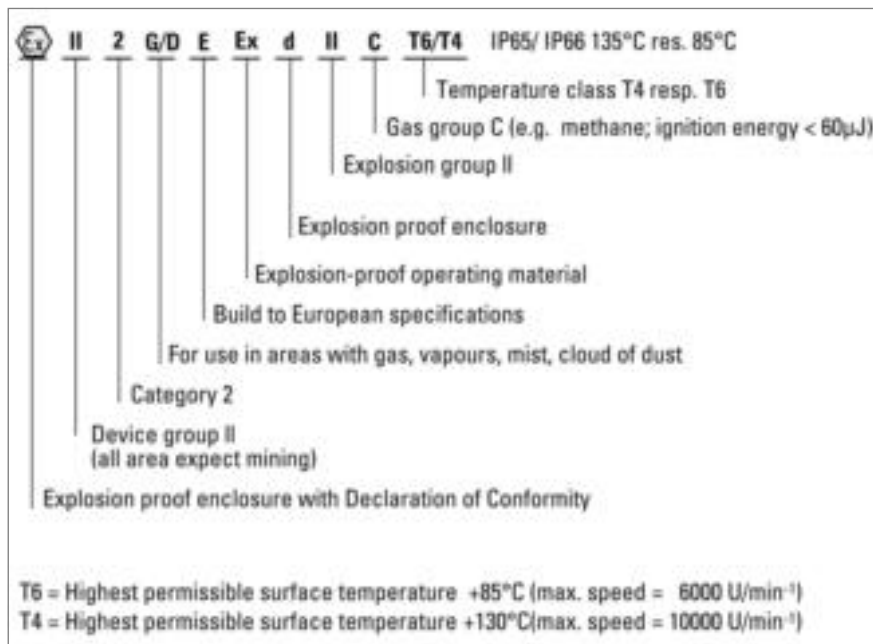 Ex II 2 G/D E Ex d II C T6/T4 IP65/ IP66 135°C res. 85°C
Temperature class T4 resp. T6
Gas group C (e.g. methane; ignition energy < 60µJ)
Explosion group II
Explosion proof enclosure
Explosion-proof operating material
Build to European specifications
For use in areas with gas, vapours, mist, cloud of dust
Category 2
Device group II
(all area expect mining)
Explosion proof enclosure with Declaration of Conformity
T6 = Highest permissible surface temperature +85°C (max. speed = 6000 U/min⁻¹)
T4 = Highest permissible surface temperature +130°C(max. speed = 10000 U/min⁻¹)